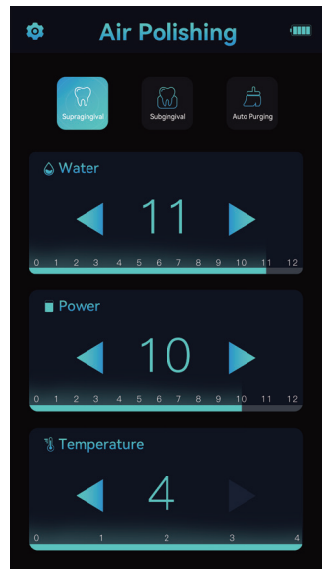 Air Polishing
Supragingival Subgingival Auto Purging
Water
11
0 1 2 3 4 5 6 7 8 9 10 11 12
Power
10
0 1 2 3 4 5 6 7 8 9 10 11 12
Temperature
4
0 1 2 3 4